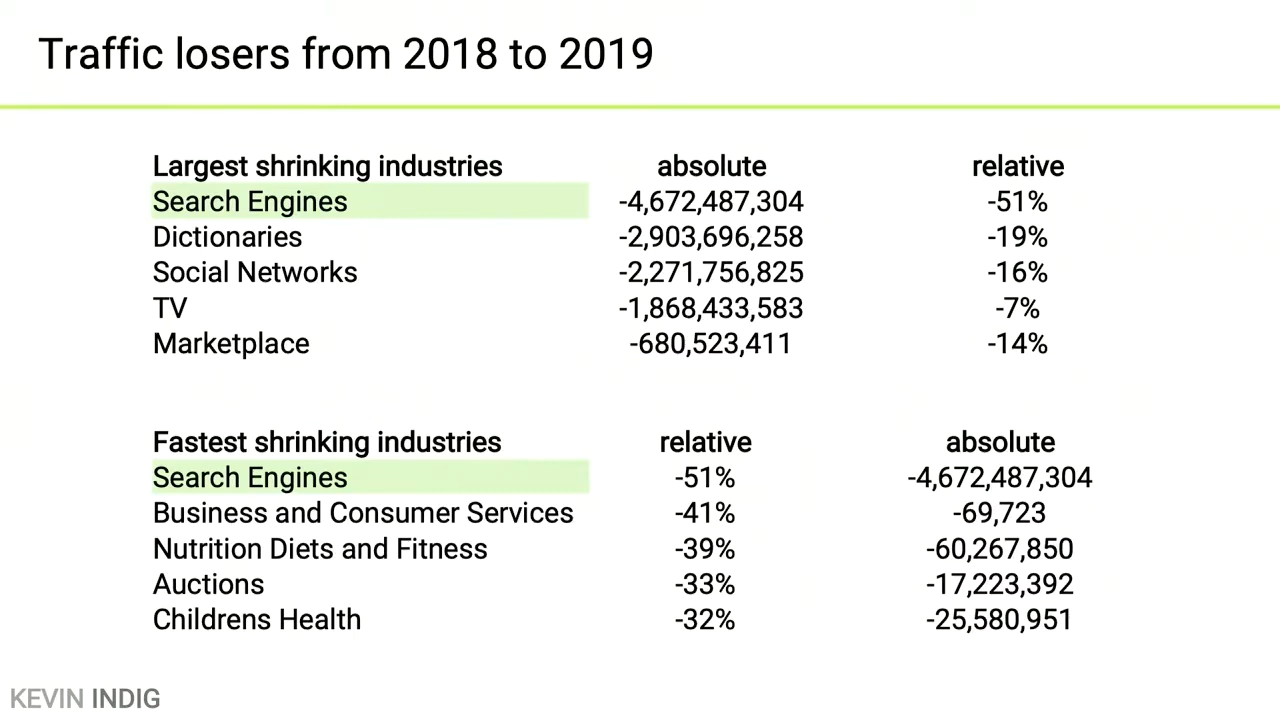 Traffic losers from 2018 to 2019
Largest shrinking industries absolute relative
Search Engines -4,672,487,304 -51%
Dictionaries -2,903,696,258 -19%
Social Networks -2,271,756,825 -16%
TV -1,868,433,583 -7%
Marketplace -680,523,411 -14%
Fastest shrinking industries relative absolute
Search Engines -51% -4,672,487,304
Business and Consumer Services -41% -69,723
Nutrition Diets and Fitness -39% -60,267,850
Auctions -33% -17,223,392
Childrens Health -32% -25,580,951
KEVIN INDIG